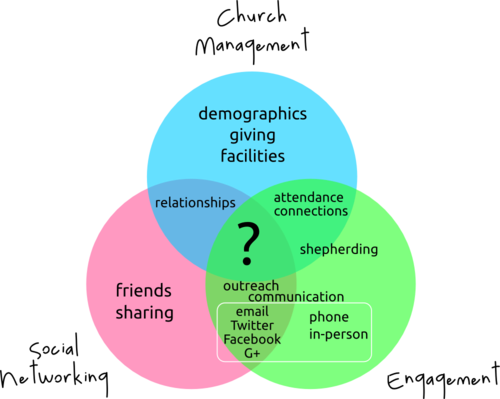 Church
Management
demographics
giving
facilities
relationships
attendance
connections
?
shepherding
friends
sharing
outreach
communication
email
Twitter
Facebook
G+
phone
in-person
Social
Networking
Engagement